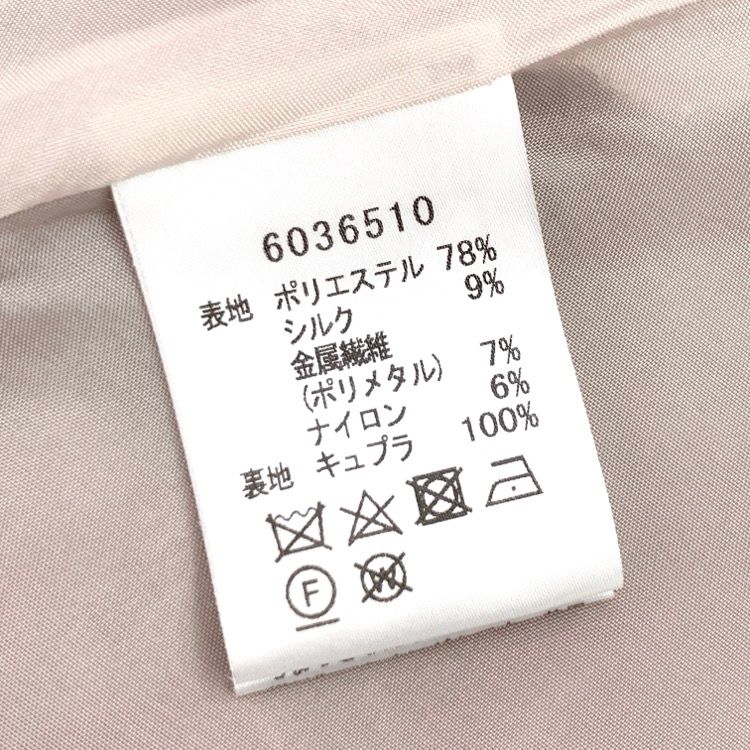 6036510
表地 ポリエステル 78%
シルク 9%
金属繊維
(ポリメタル) 7%
ナイロン 6%
裏地 キュプラ 100%
F
W